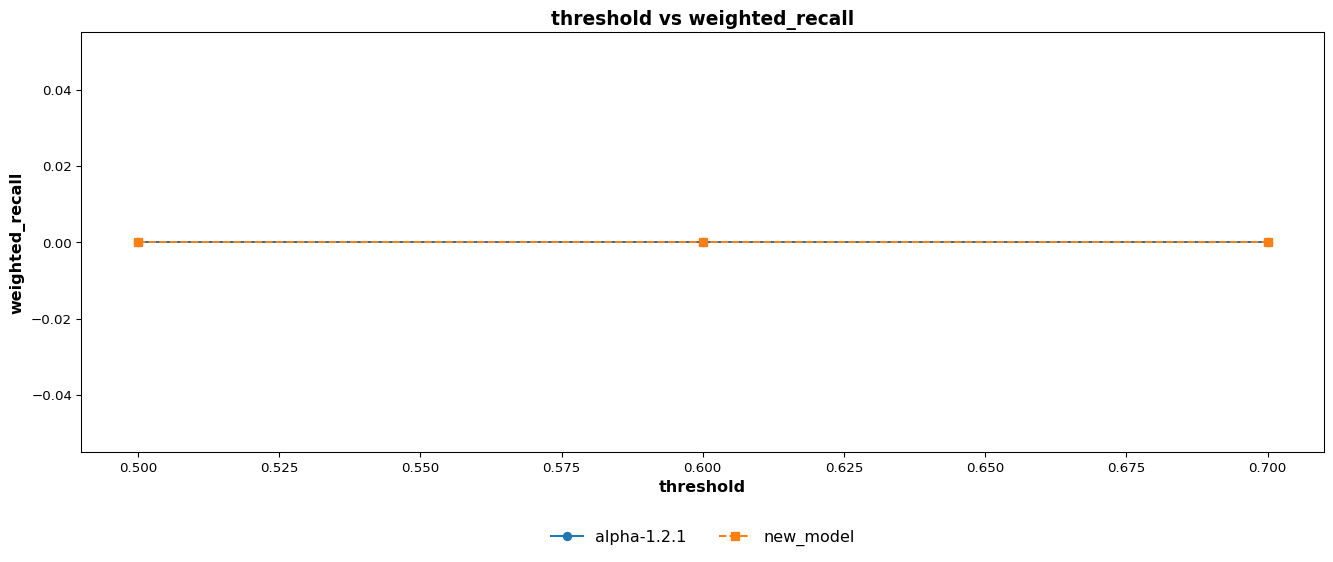 threshold vs weighted_recall
weighted_recall
0.04
0.02
0.00
−0.02
−0.04
0.500 0.525 0.550 0.575 0.600 0.625 0.650 0.675 0.700
threshold
alpha-1.2.1 new_model